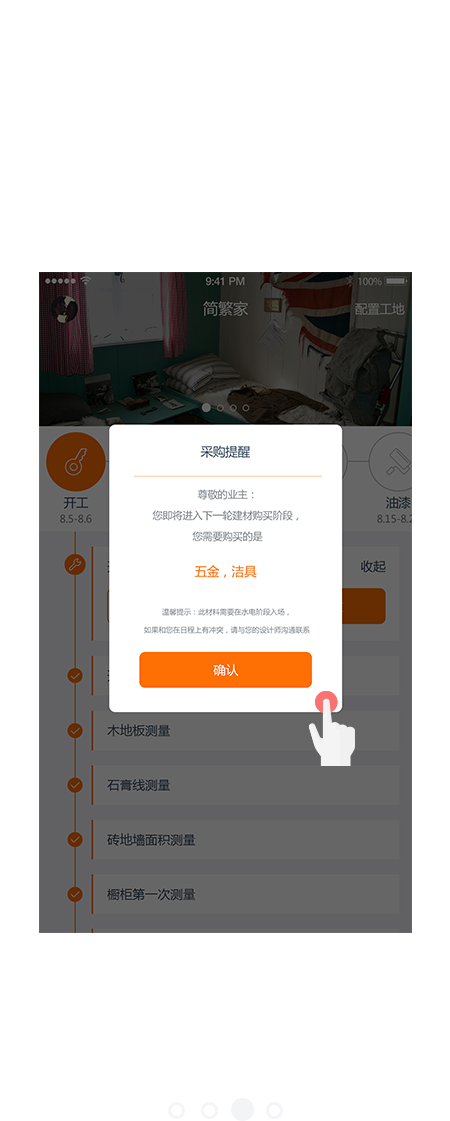 9:41 PM
100%
简繁家
配置工地
开工
8.5-8.6
油漆
采购提醒
尊敬的业主：
您即将进入下一轮建材购买阶段，
您需要购买的是
五金，洁具
温馨提示：此材料需要在水电阶段入场，
如果和您在日程上有冲突，请与您的设计师沟通联系
确认
收起
木地板测量
石膏线测量
砖地墙面积测量
橱柜第一次测量